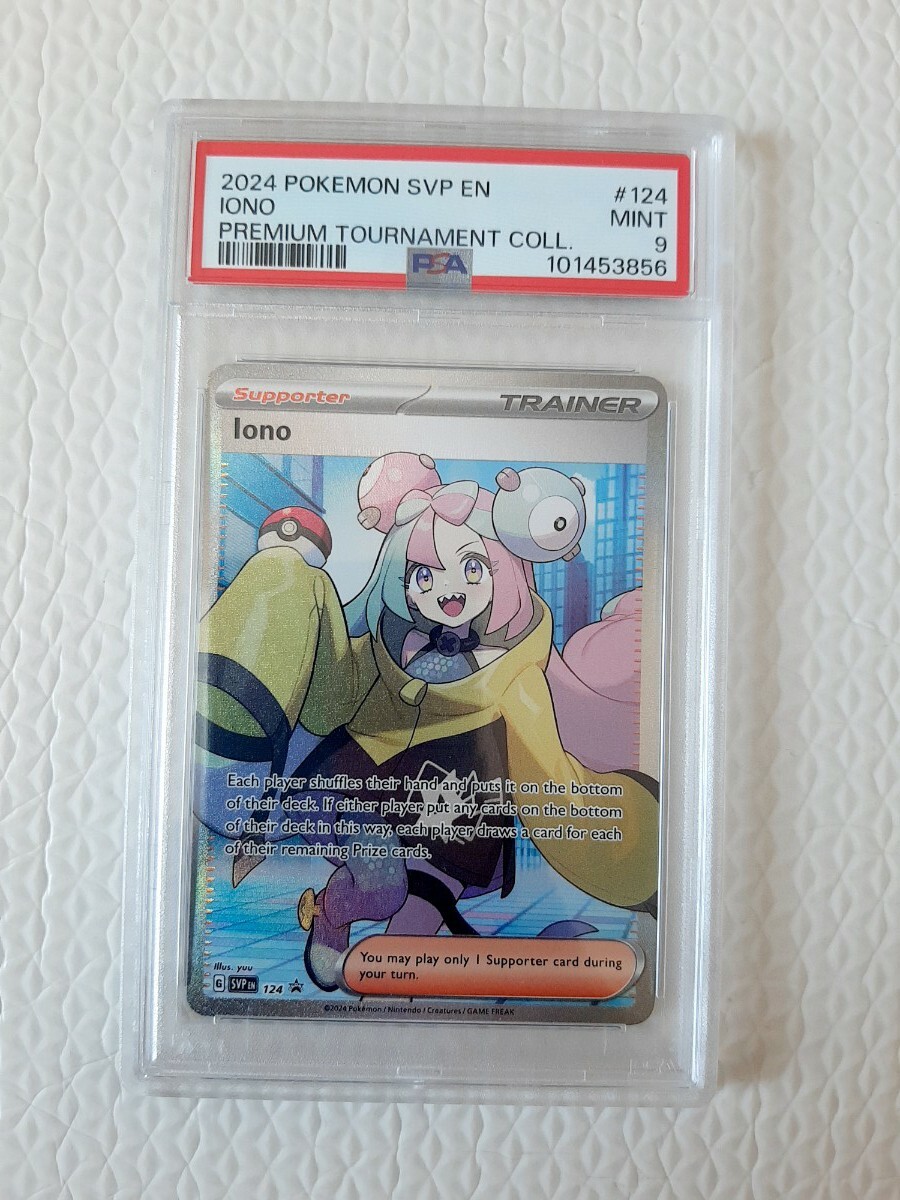 2024 POKEMON SVP EN #124
IONO MINT
PREMIUM TOURNAMENT COLL. 9
PSA 101453856
Supporter TRAINER
Iono
Each player shuffles their hand and puts it on the bottom
of their deck. If either player put any cards on the bottom
of their deck in this way, each player draws a card for each
of their remaining Prize cards.
You may play only 1 Supporter card during
your turn.
Illus. yuu
G SVP EN 124
©2024 Pokémon / Nintendo / Creatures / GAME FREAK